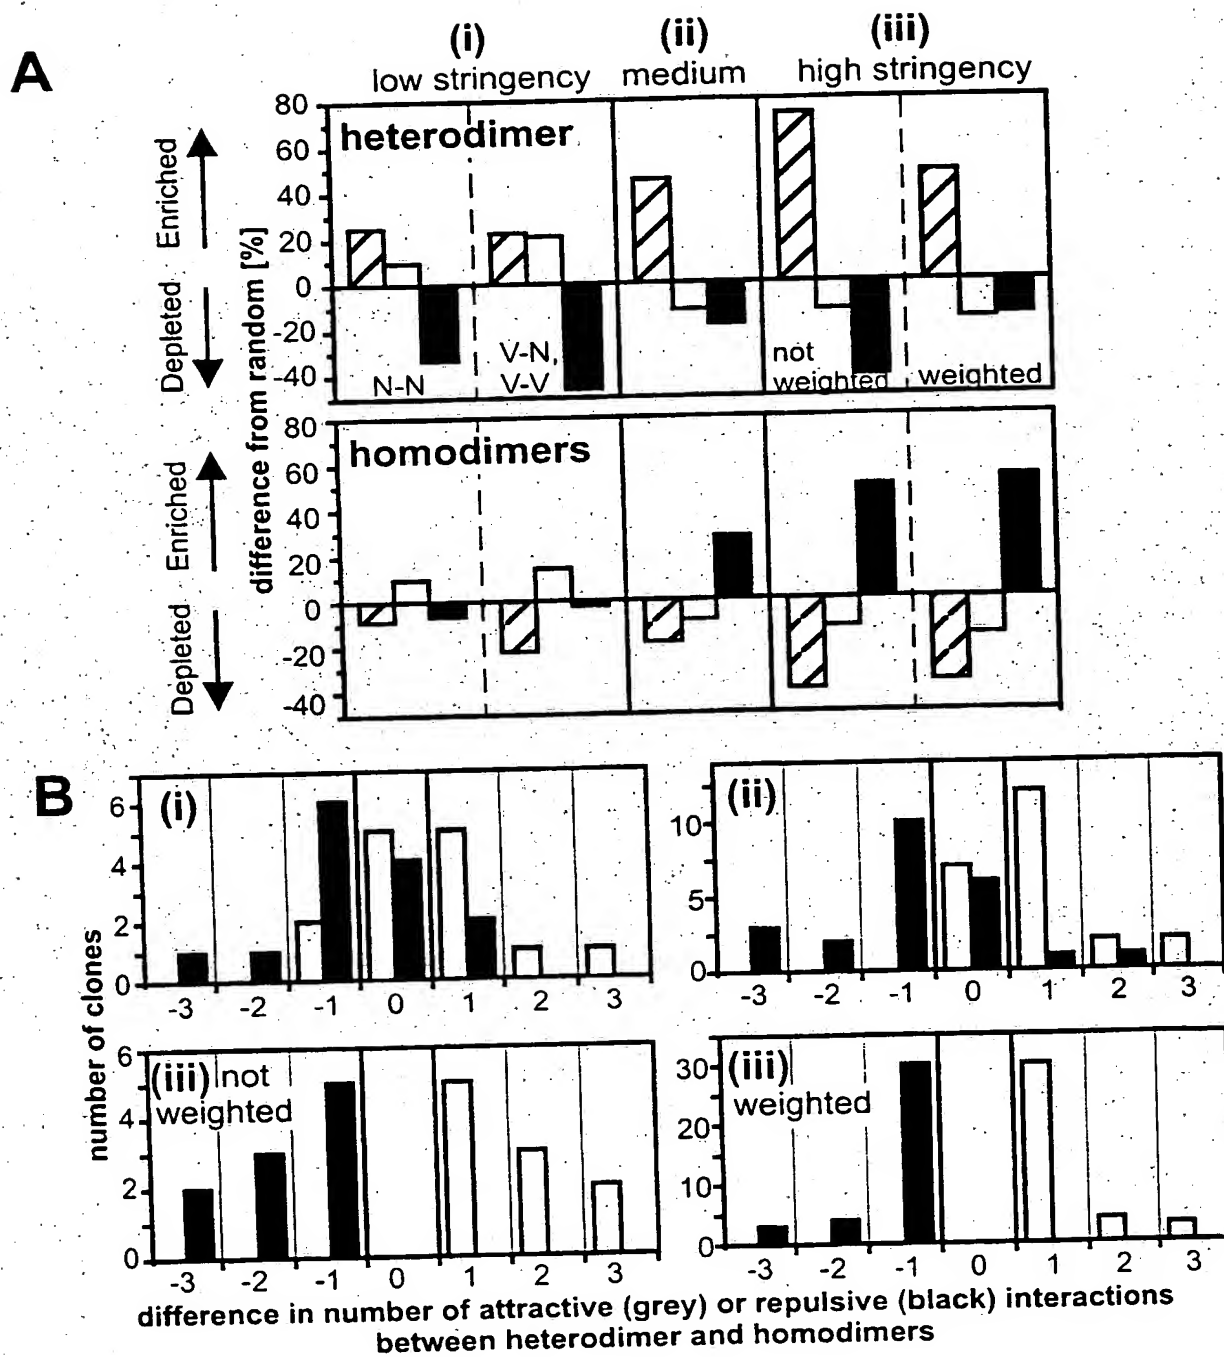 (i) (ii) (iii)
A
low stringency medium high stringency
heterodimer
80
60
40
20
0
-20
-40
Enriched
Depleted
difference from random [%]
N-N
V-N,
V-V
not
weighted
weighted
homodimers
80
60
40
20
0
-20
-40
Enriched
Depleted
B
(i)
6
4
2
0
-3 -2 -1 0 1 2 3
(ii)
10
5
0
-3 -2 -1 0 1 2 3
number of clones
(iii) not
weighted
6
4
2
0
-3 -2 -1 0 1 2 3
(iii)
weighted
30
20
10
0
-3 -2 -1 0 1 2 3
difference in number of attractive (grey) or repulsive (black) interactions
between heterodimer and homodimers